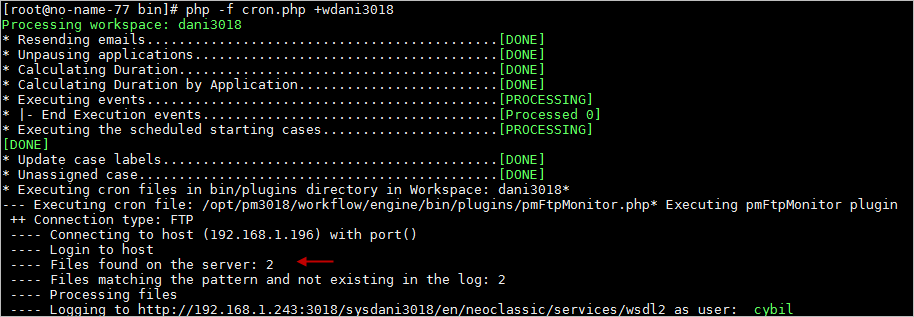 [root@no-name-77 bin]# php -f cron.php +wdani3018
Processing workspace: dani3018
* Resending emails............................................[DONE]
* Unpausing applications......................................[DONE]
* Calculating Duration........................................[DONE]
* Calculating Duration by Application.....................[DONE]
* Executing events............................................[PROCESSING]
* |- End Execution events.....................................[Processed 0]
* Executing the scheduled starting cases......................[PROCESSING]
[DONE]
* Update case labels..........................................[DONE]
* Unassigned case.............................................[DONE]
* Executing cron files in bin/plugins directory in Workspace: dani3018*
--- Executing cron file: /opt/pm3018/workflow/engine/bin/plugins/pmFtpMonitor.php* Executing pmFtpMonitor plugin
++ Connection type: FTP
---- Connecting to host (192.168.1.196) with port()
---- Login to host
---- Files found on the server: 2
---- Files matching the pattern and not existing in the log: 2
---- Processing files
---- Logging to http://192.168.1.243:3018/sysdani3018/en/neoclassic/services/wsdl2 as user:  cybil